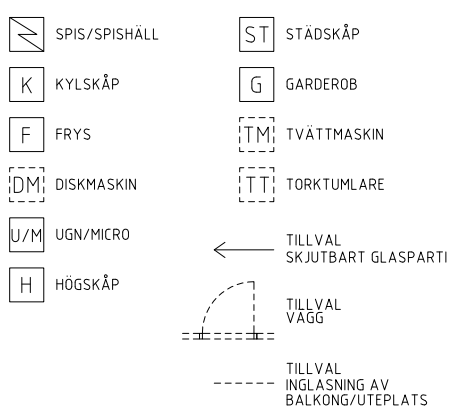 SPIS/SPISHÄLL
K KYLSKÅP
F FRYS
DM DISKMASKIN
U/M UGN/MICRO
H HÖGSKÅP
ST STÄDSKÅP
G GARDEROB
TM TVÄTTMASKIN
TT TORKTUMLARE
TILLVAL
SKJUTBART GLASPARTI
TILLVAL
VÄGG
TILLVAL
INGLASNING AV
BALKONG/UTEPLATS